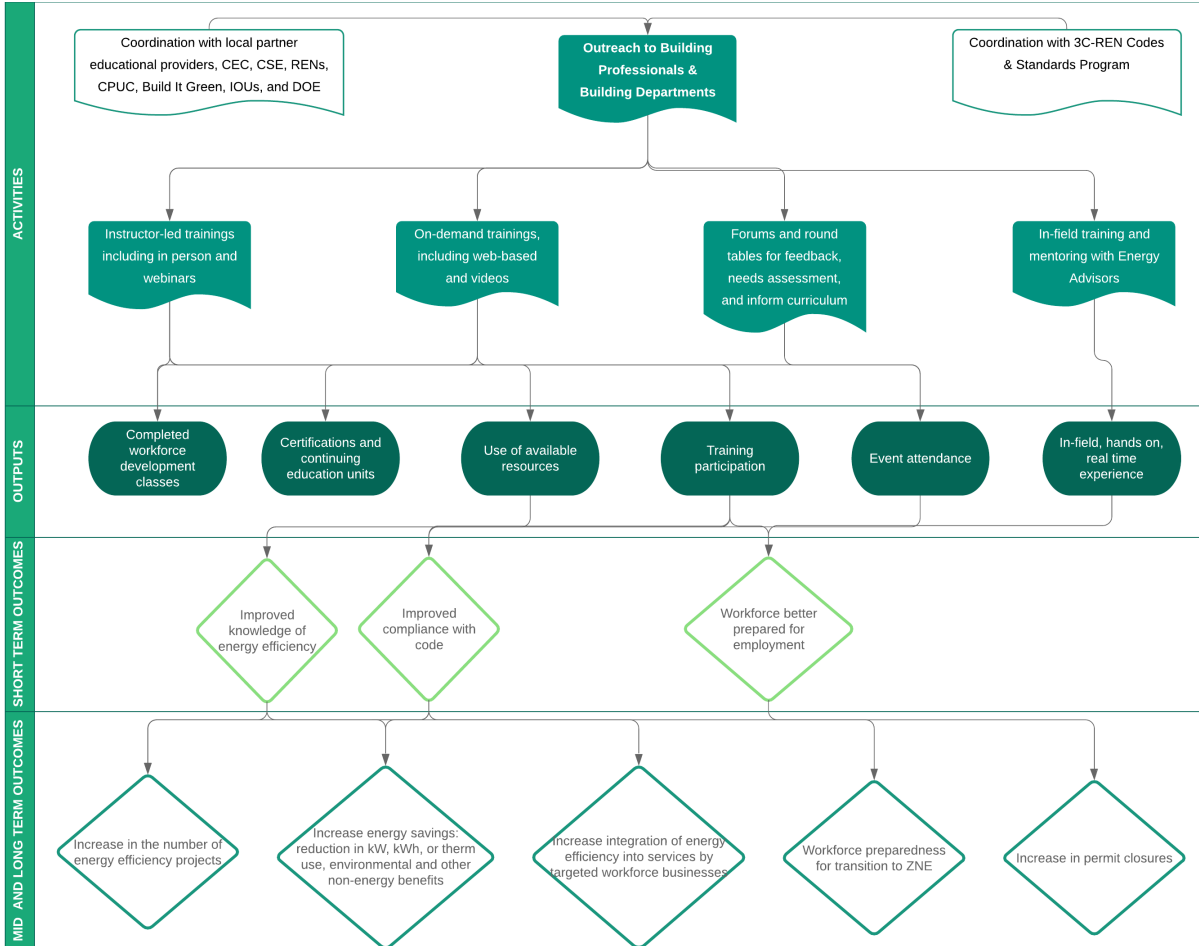 ACTIVITIES
Coordination with local partner
educational providers, CEC, CSE, RENs,
CPUC, Build It Green, IOUs, and DOE
Outreach to Building
Professionals &
Building Departments
Coordination with 3C-REN Codes
& Standards Program
Instructor-led trainings
including in person and
webinars
On-demand trainings,
including web-based
and videos
Forums and round
tables for feedback,
needs assessment,
and inform curriculum
In-field training and
mentoring with Energy
Advisors
OUTPUTS
Completed
workforce
development
classes
Certifications and
continuing
education units
Use of available
resources
Training
participation
Event attendance
In-field, hands on,
real time
experience
SHORT TERM OUTCOMES
Improved
knowledge of
energy efficiency
Improved
compliance with
code
Workforce better
prepared for
employment
MID AND LONG TERM OUTCOMES
Increase in the number of
energy efficiency projects
Increase energy savings:
reduction in kW, kWh, or therm
use, environmental and other
non-energy benefits
Increase integration of energy
efficiency into services by
targeted workforce businesses
Workforce preparedness
for transition to ZNE
Increase in permit closures